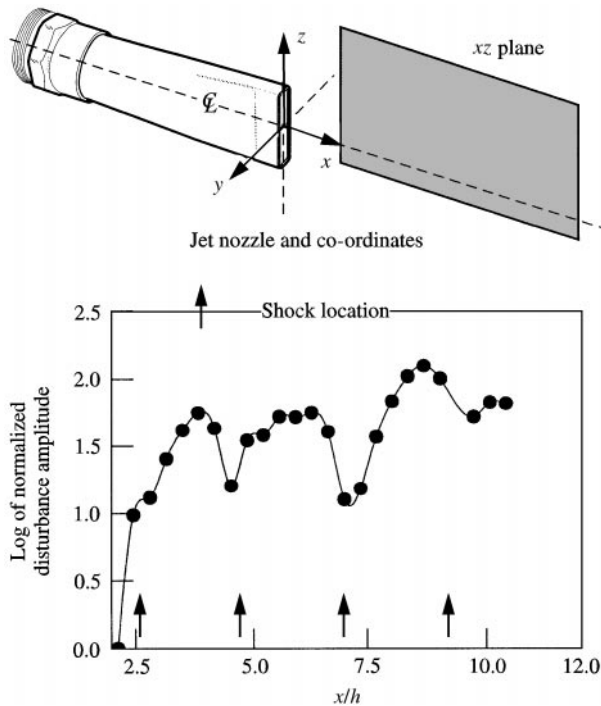 z
xz plane
℄
x
y
Jet nozzle and co-ordinates
Shock location
2.5
2.0
1.5
1.0
0.5
0.0
Log of normalized
disturbance amplitude
2.5
5.0
7.5
10.0
12.0
x/h